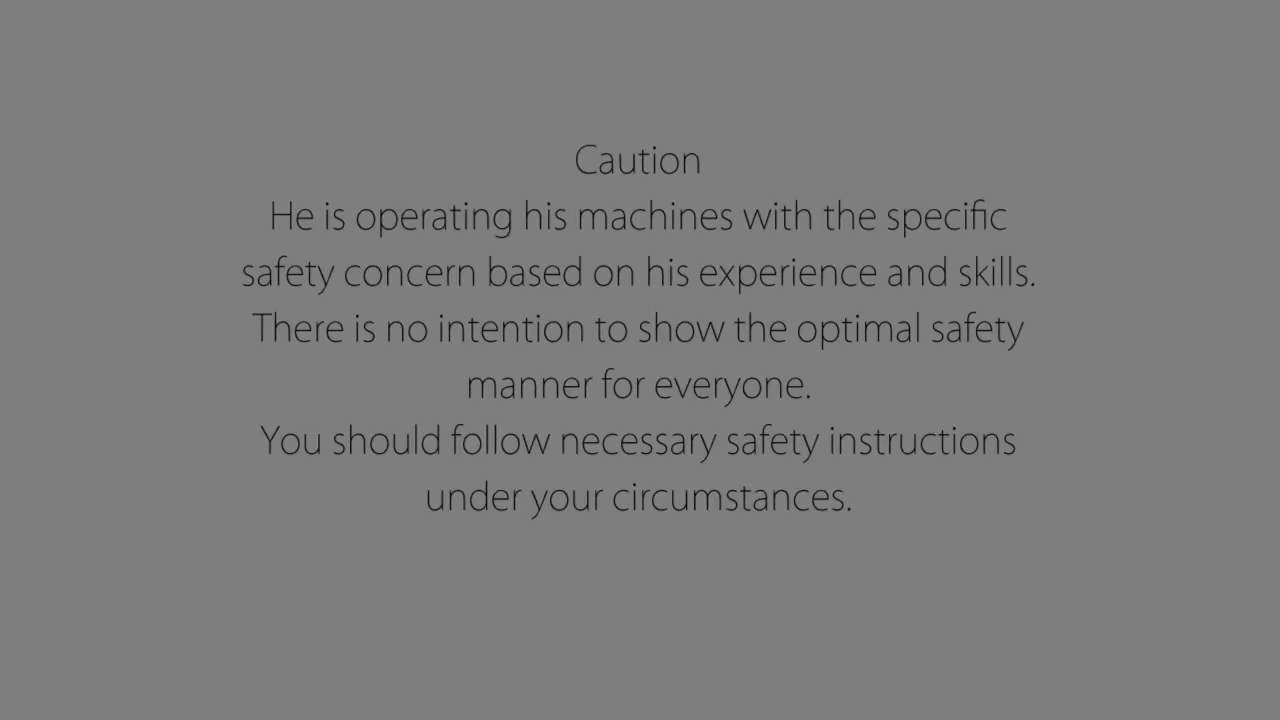 Caution
He is operating his machines with the specific
safety concern based on his experience and skills.
There is no intention to show the optimal safety
manner for everyone.
You should follow necessary safety instructions
under your circumstances.